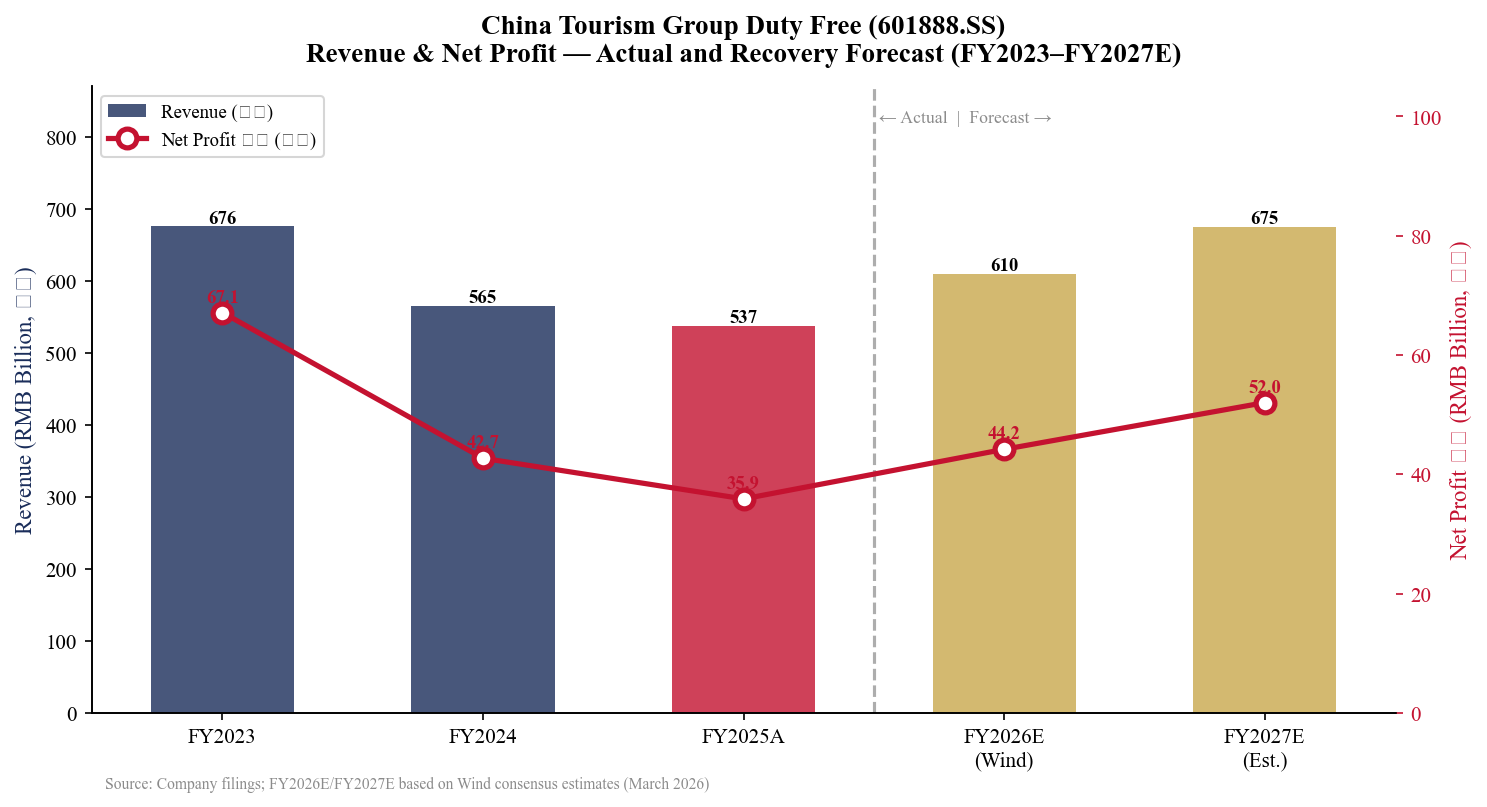 China Tourism Group Duty Free (601888.SS)
Revenue & Net Profit — Actual and Recovery Forecast (FY2023–FY2027E)
Revenue (□□)
Net Profit □□ (□□)
← Actual | Forecast →
Revenue (RMB Billion, □□)
800
700
600
500
400
300
200
100
0
676
565
537
610
675
67.1
42.7
35.9
44.2
52.0
100
80
60
40
20
0
Net Profit □□ (RMB Billion, □□)
FY2023
FY2024
FY2025A
FY2026E
(Wind)
FY2027E
(Est.)
Source: Company filings; FY2026E/FY2027E based on Wind consensus estimates (March 2026)